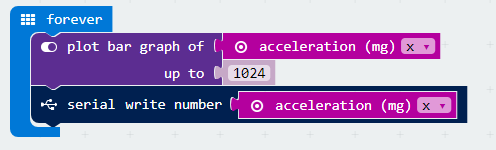 forever
plot bar graph of acceleration (mg) x
up to 1024
serial write number acceleration (mg) x